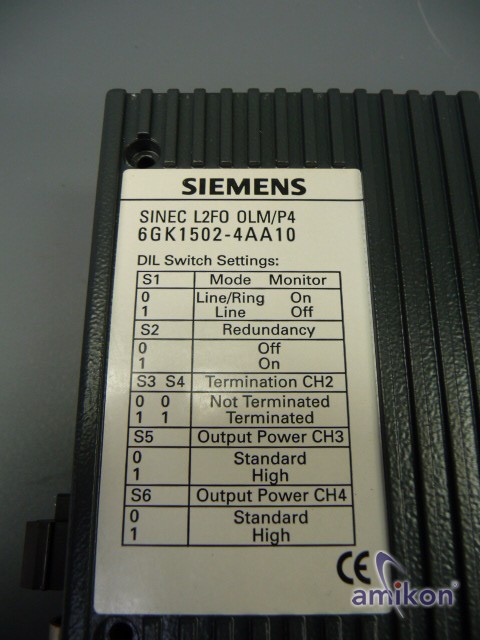 SIEMENS
SINEC L2FO OLM/P4
6GK1502-4AA10
DIL Switch Settings:
S1 Mode Monitor
0 Line/Ring On
1 Line Off
S2 Redundancy
0 Off
1 On
S3 S4 Termination CH2
0 0 Not Terminated
1 1 Terminated
S5 Output Power CH3
0 Standard
1 High
S6 Output Power CH4
0 Standard
1 High
CE
amikon